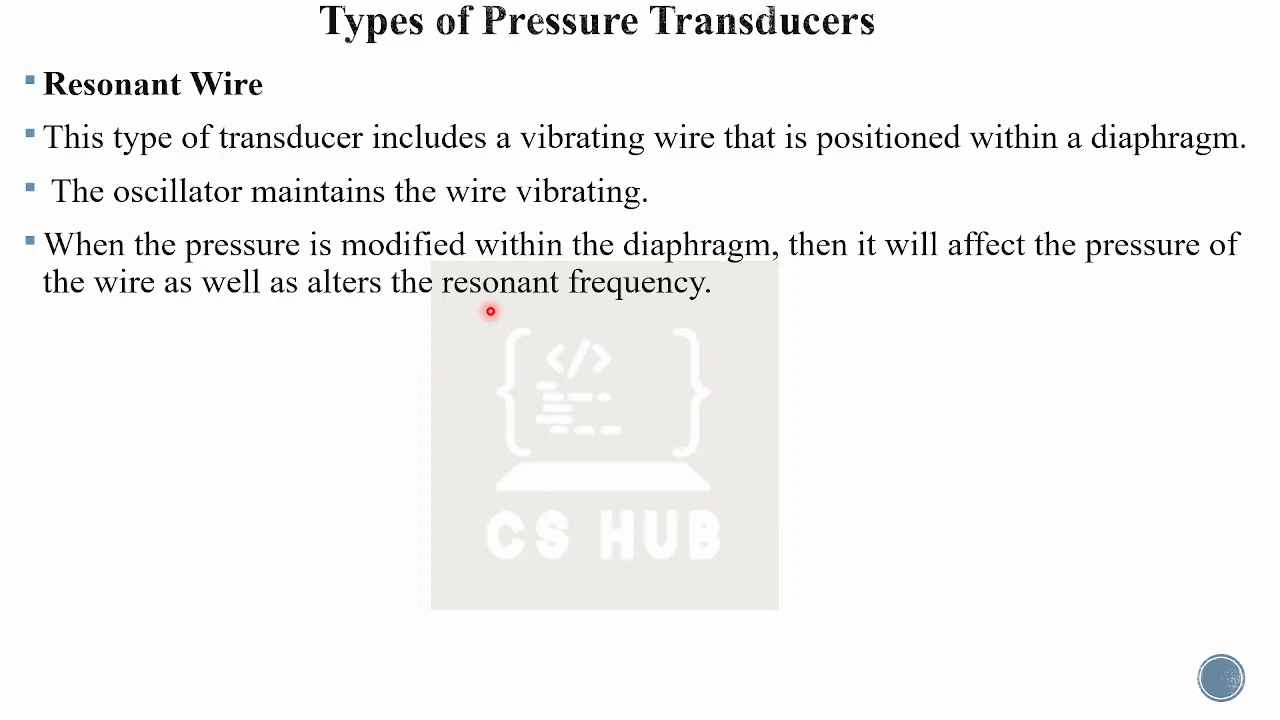 Types of Pressure Transducers
Resonant Wire
This type of transducer includes a vibrating wire that is positioned within a diaphragm.
The oscillator maintains the wire vibrating.
When the pressure is modified within the diaphragm, then it will affect the pressure of
the wire as well as alters the resonant frequency.
</>
CS HUB